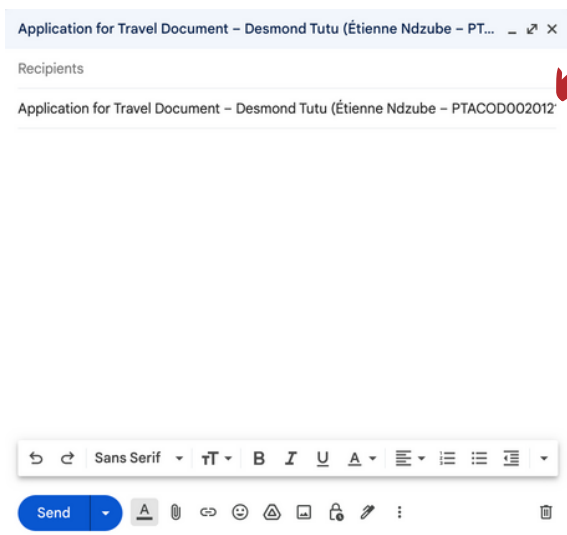 Application for Travel Document – Desmond Tutu (Étienne Ndzube – PT...
Recipients
Application for Travel Document – Desmond Tutu (Étienne Ndzube – PTACOD002012
Sans Serif
B I U A
Send
A